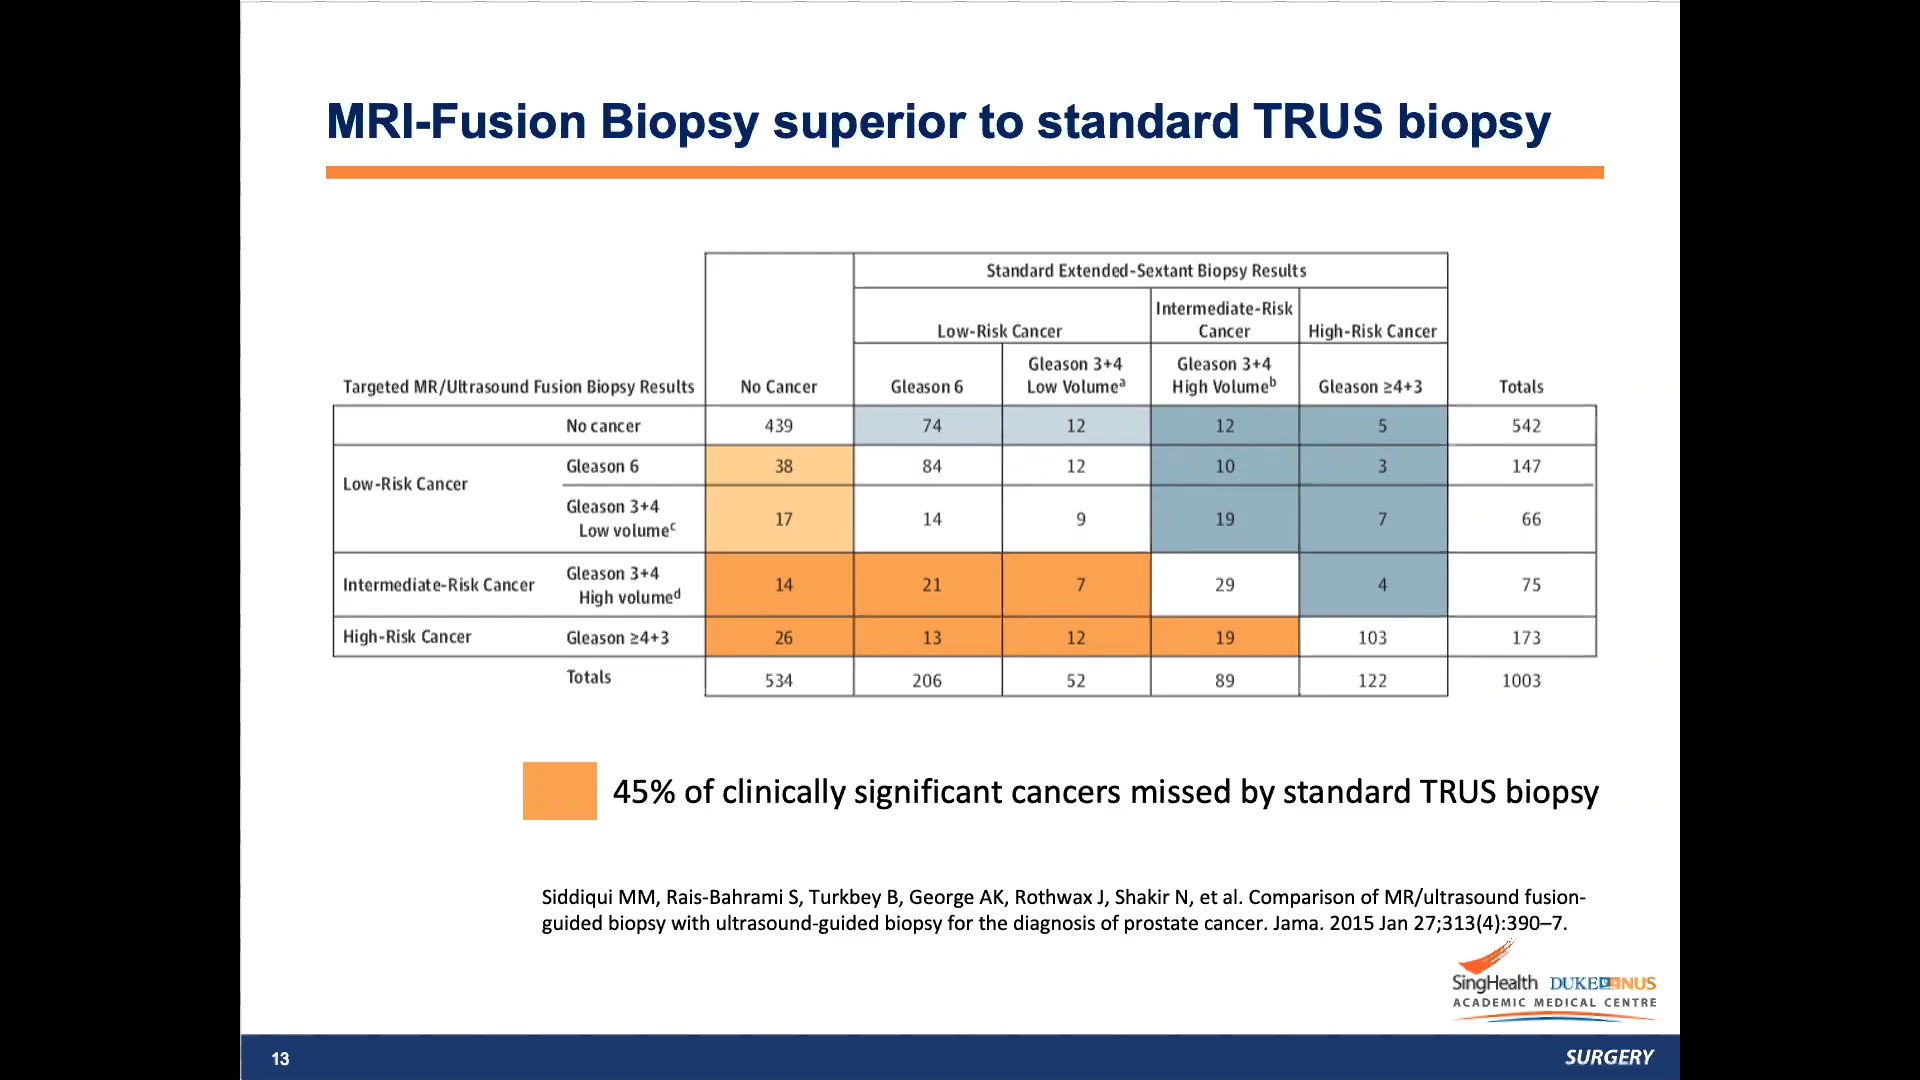 MRI-Fusion Biopsy superior to standard TRUS biopsy
Standard Extended-Sextant Biopsy Results
Low-Risk Cancer
Intermediate-Risk
Cancer
High-Risk Cancer
Targeted MR/Ultrasound Fusion Biopsy Results
No Cancer
Gleason 6
Gleason 3+4
Low Volumeᵃ
Gleason 3+4
High Volumeᵇ
Gleason ≥4+3
Totals
No cancer 439 74 12 12 5 542
Low-Risk Cancer
Gleason 6 38 84 12 10 3 147
Gleason 3+4
Low volumeᶜ 17 14 9 19 7 66
Intermediate-Risk Cancer
Gleason 3+4
High volumeᵈ 14 21 7 29 4 75
High-Risk Cancer Gleason ≥4+3 26 13 12 19 103 173
Totals 534 206 52 89 122 1003
45% of clinically significant cancers missed by standard TRUS biopsy
Siddiqui MM, Rais-Bahrami S, Turkbey B, George AK, Rothwax J, Shakir N, et al. Comparison of MR/ultrasound fusion-
guided biopsy with ultrasound-guided biopsy for the diagnosis of prostate cancer. Jama. 2015 Jan 27;313(4):390–7.
SingHealth DUKE NUS
ACADEMIC MEDICAL CENTRE
13
SURGERY